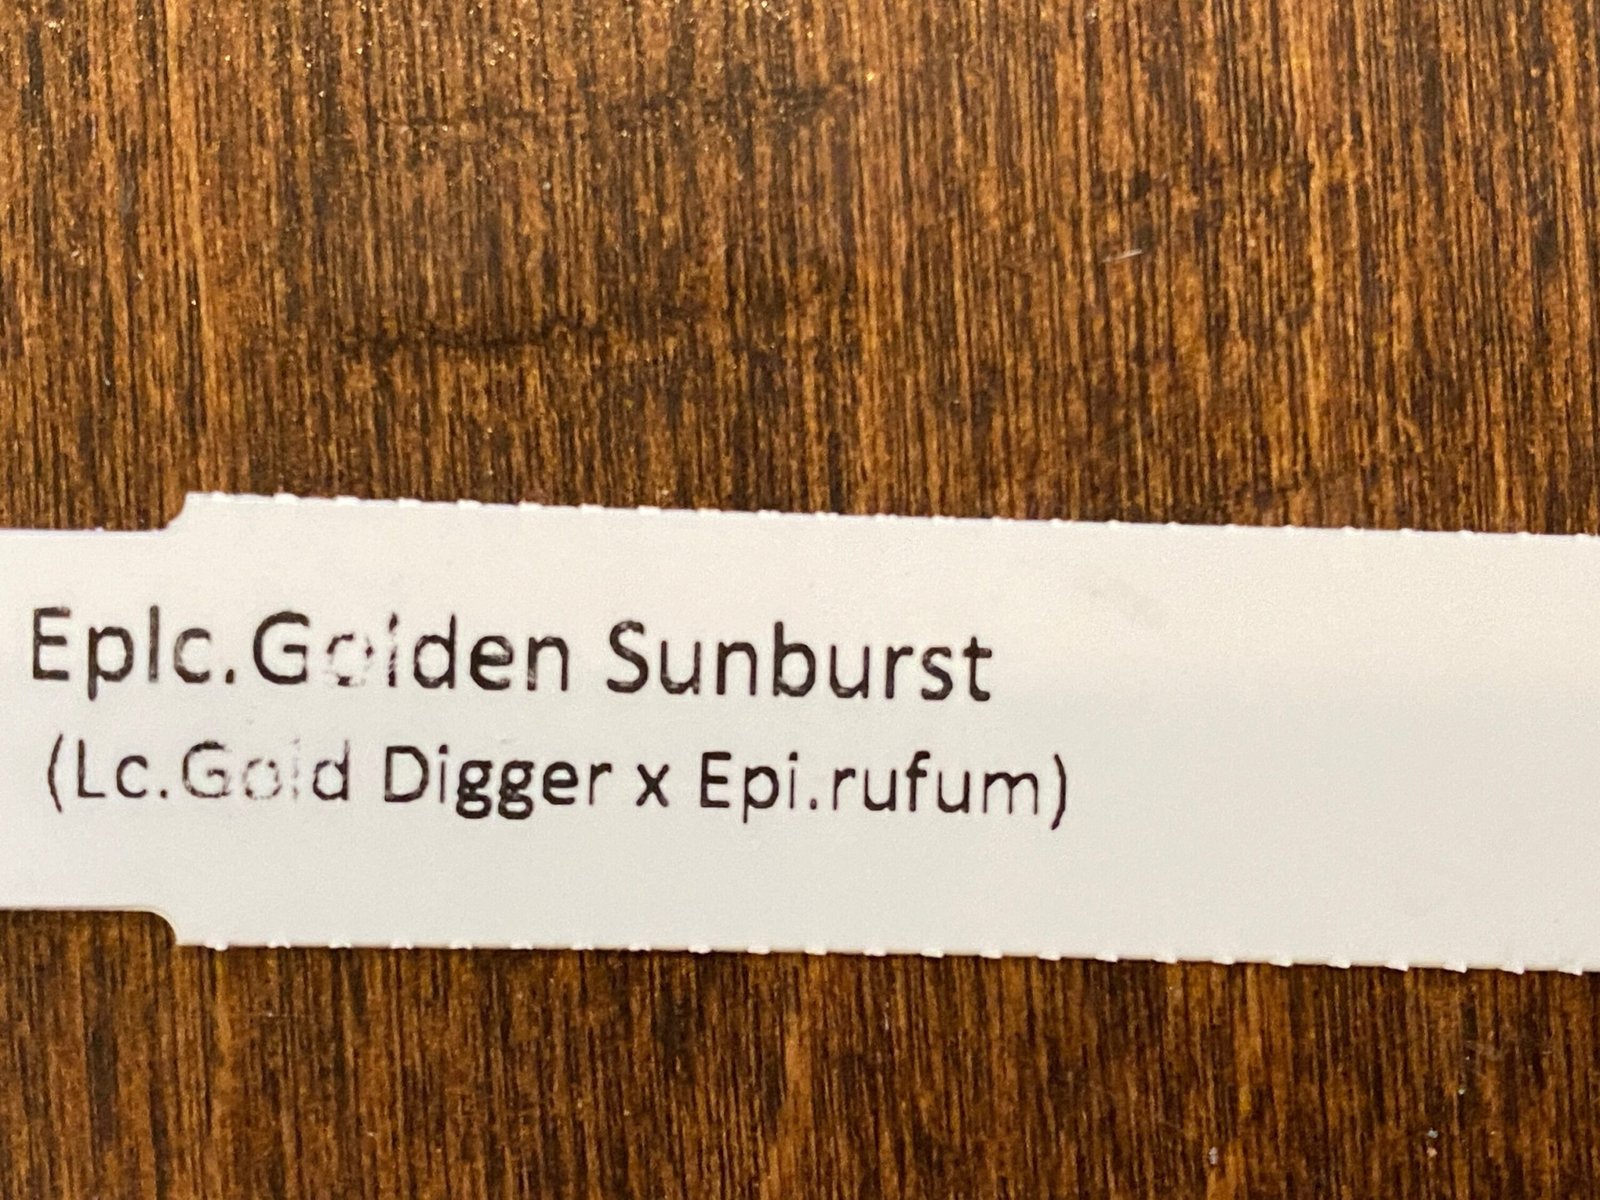 Eplc.Golden Sunburst
(Lc.Gold Digger x Epi.rufum)